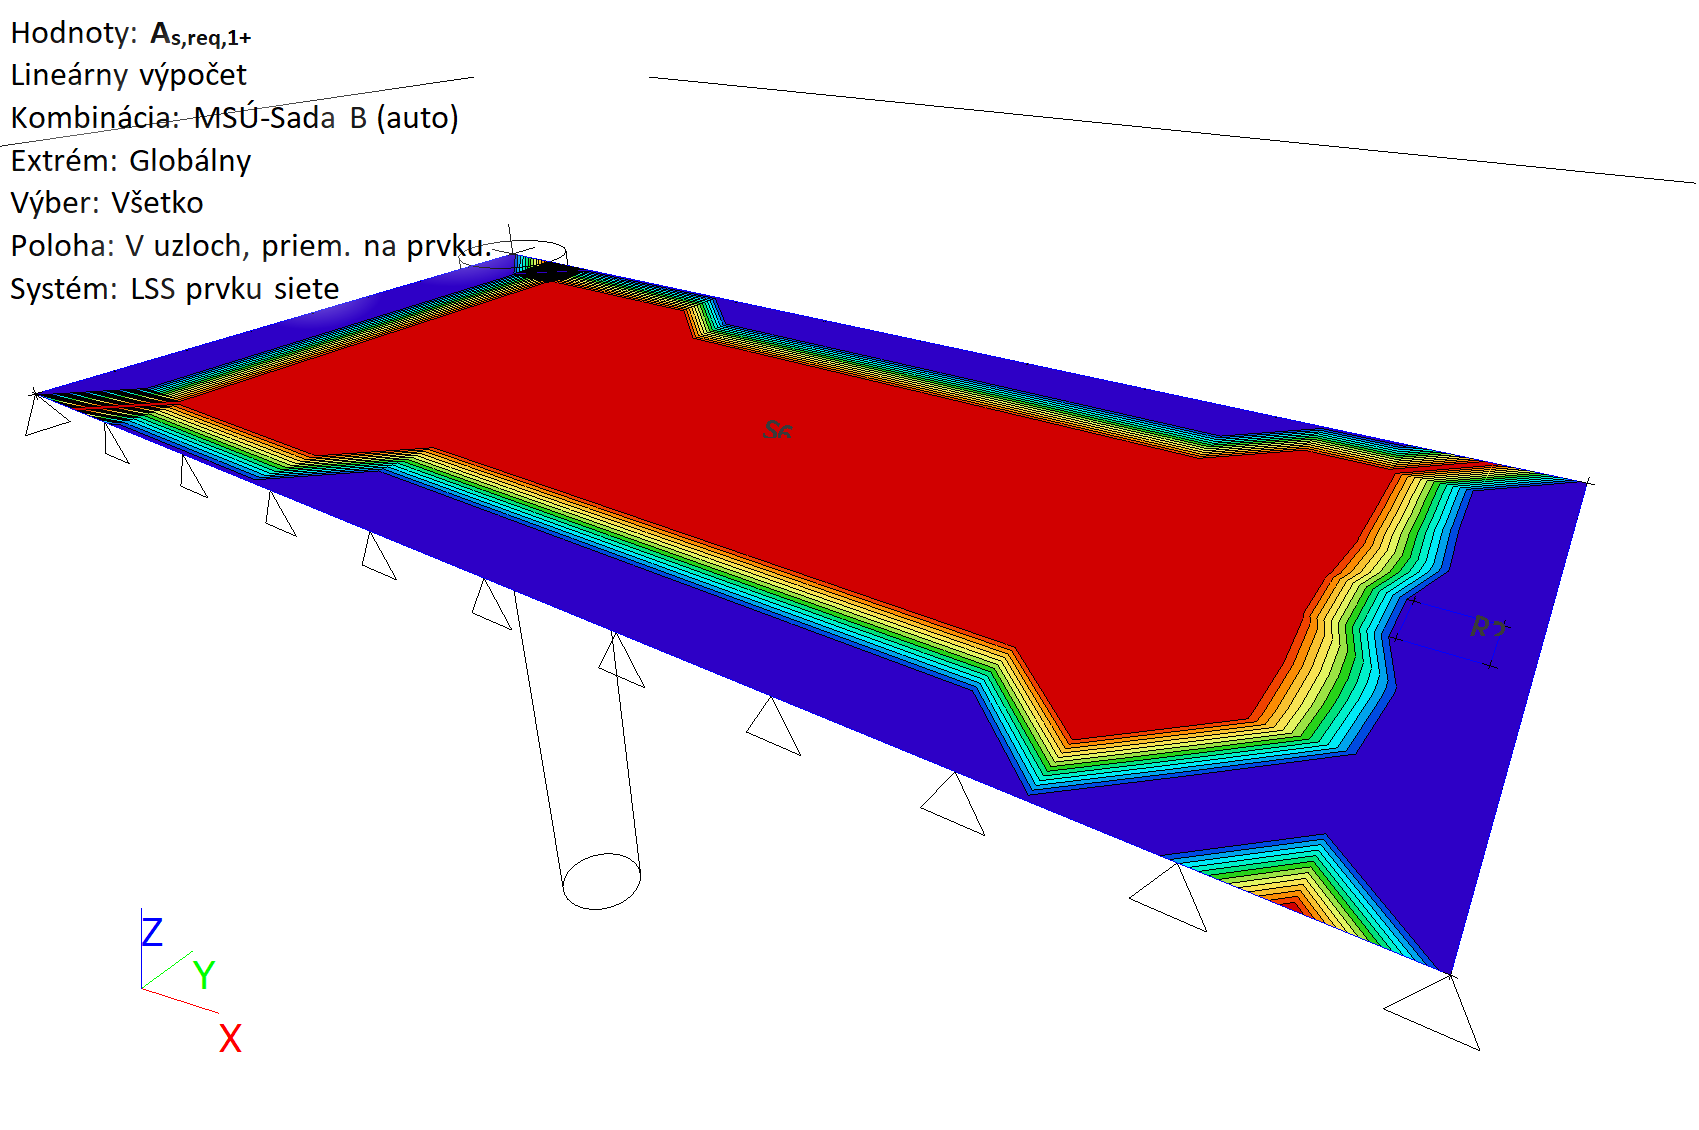 Hodnoty: As,req,1+
Lineárny výpočet
Kombinácia: MSÚ-Sada B (auto)
Extrém: Globálny
Výber: Všetko
Poloha: V uzloch, priem. na prvku.
Systém: LSS prvku siete
Z
Y
X